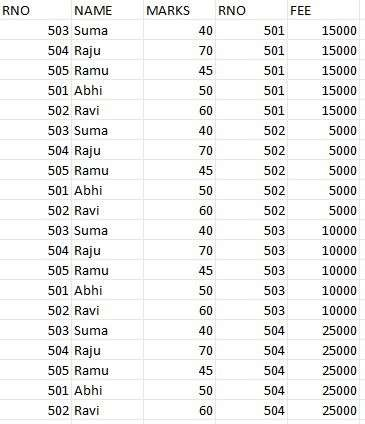 RNO NAME MARKS RNO FEE
503 Suma 40 501 15000
504 Raju 70 501 15000
505 Ramu 45 501 15000
501 Abhi 50 501 15000
502 Ravi 60 501 15000
503 Suma 40 502 5000
504 Raju 70 502 5000
505 Ramu 45 502 5000
501 Abhi 50 502 5000
502 Ravi 60 502 5000
503 Suma 40 503 10000
504 Raju 70 503 10000
505 Ramu 45 503 10000
501 Abhi 50 503 10000
502 Ravi 60 503 10000
503 Suma 40 504 25000
504 Raju 70 504 25000
505 Ramu 45 504 25000
501 Abhi 50 504 25000
502 Ravi 60 504 25000